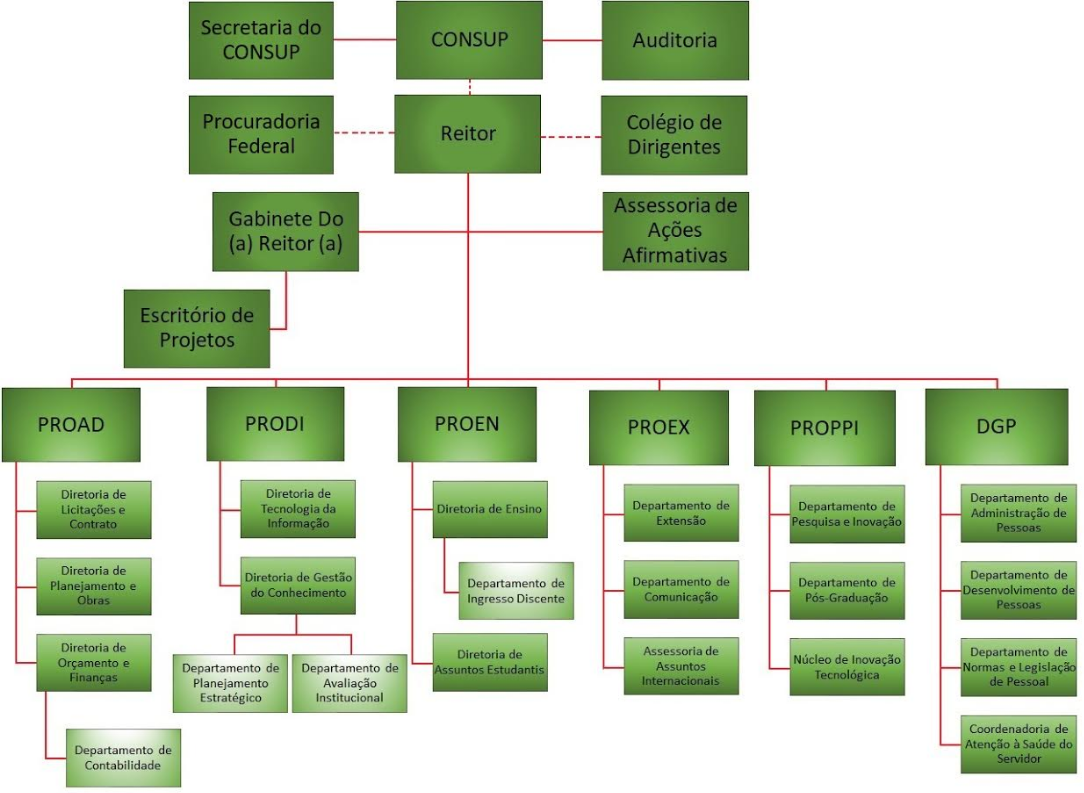 Secretaria do
CONSUP
CONSUP
Auditoria
Procuradoria
Federal
Reitor
Colégio de
Dirigentes
Gabinete Do
(a) Reitor (a)
Assessoria de
Ações
Afirmativas
Escritório de
Projetos
PROAD
PRODI
PROEN
PROEX
PROPPI
DGP
Diretoria de
Licitações e
Contrato
Diretoria de
Planejamento e
Obras
Diretoria de
Orçamento e
Finanças
Departamento de
Contabilidade
Diretoria de
Tecnologia da
Informação
Diretoria de Gestão
do Conhecimento
Departamento de
Planejamento
Estratégico
Departamento de
Avaliação
Institucional
Diretoria de Ensino
Departamento de
Ingresso Discente
Diretoria de
Assuntos Estudantis
Departamento de
Extensão
Departamento de
Comunicação
Assessoria de
Assuntos
Internacionais
Departamento de
Pesquisa e Inovação
Departamento de
Pós-Graduação
Núcleo de Inovação
Tecnológica
Departamento de
Administração de
Pessoas
Departamento de
Desenvolvimento de
Pessoas
Departamento de
Normas e Legislação
de Pessoal
Coordenadoria de
Atenção à Saúde do
Servidor